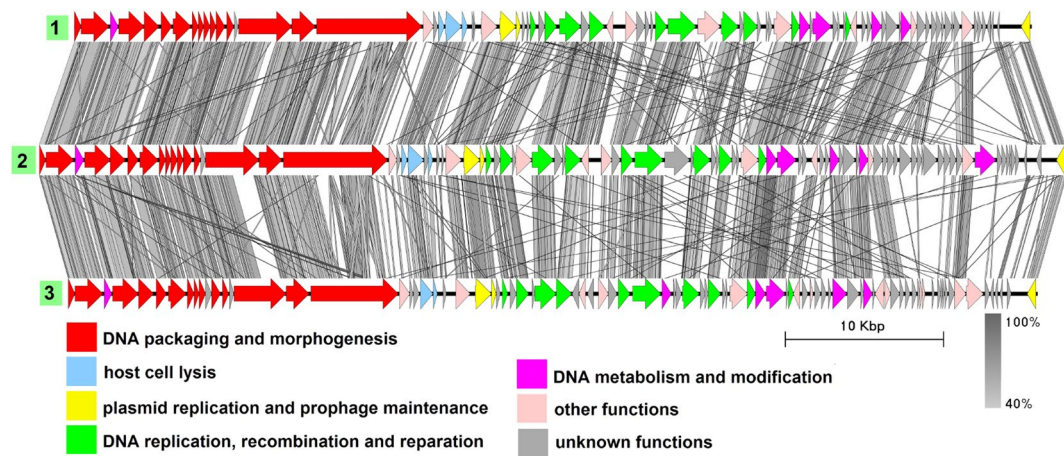 1
2
3
10 Kbp
100%
40%
DNA packaging and morphogenesis
host cell lysis
plasmid replication and prophage maintenance
DNA replication, recombination and reparation
DNA metabolism and modification
other functions
unknown functions